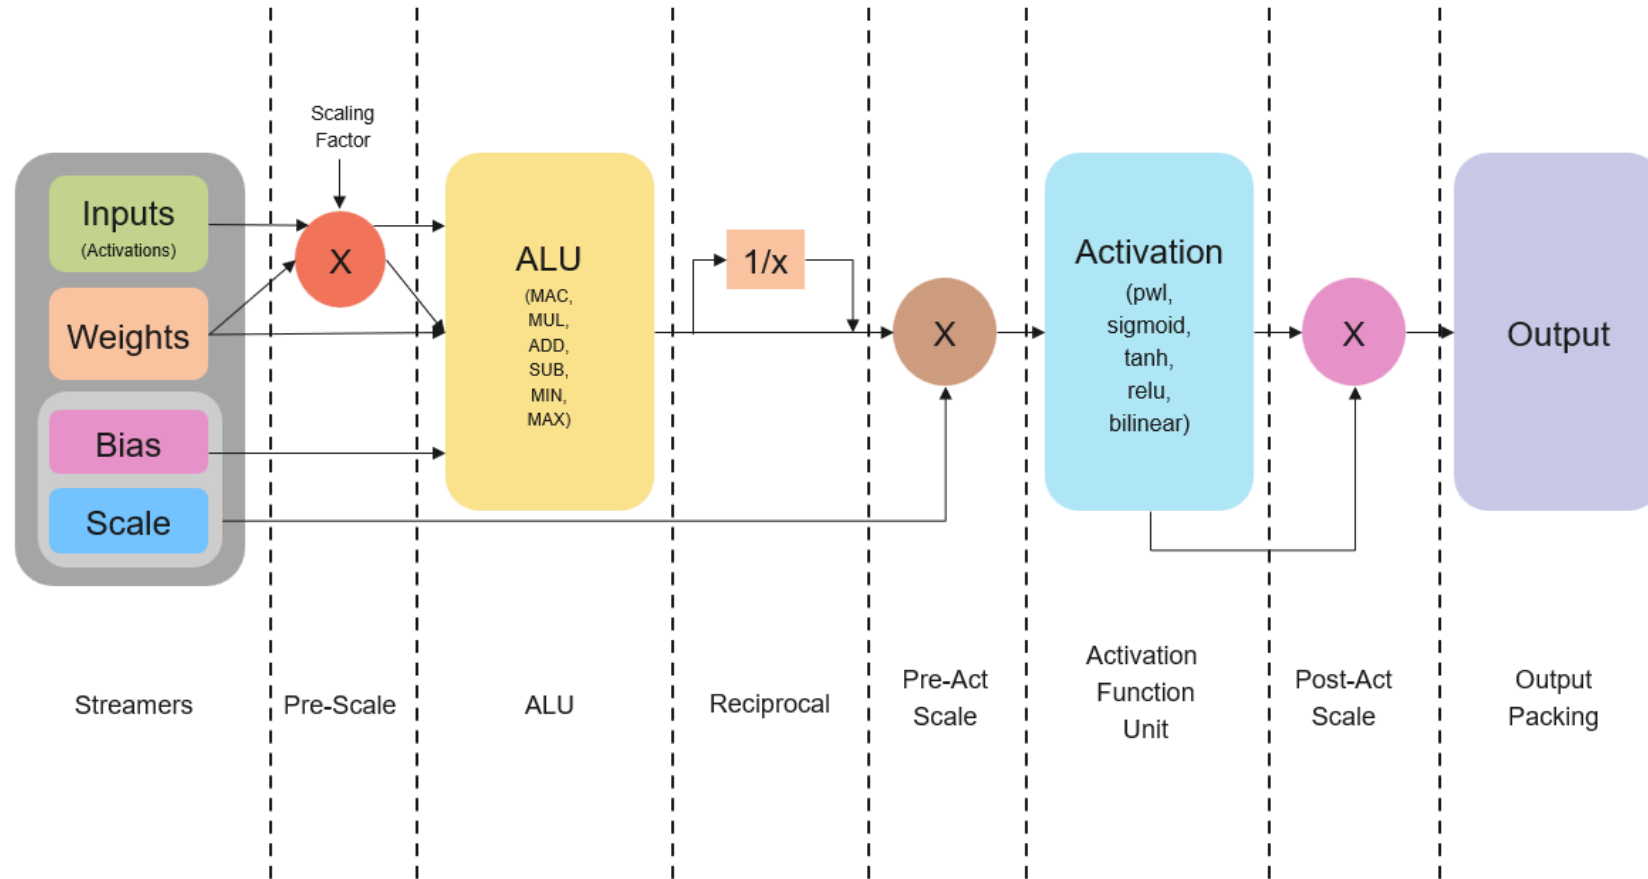 Scaling
Factor
Inputs
(Activations)
Weights
Bias
Scale
X
ALU
(MAC,
MUL,
ADD,
SUB,
MIN,
MAX)
1/x
X
Activation
(pwl,
sigmoid,
tanh,
relu,
bilinear)
X
Output
Streamers
Pre-Scale
ALU
Reciprocal
Pre-Act
Scale
Activation
Function
Unit
Post-Act
Scale
Output
Packing